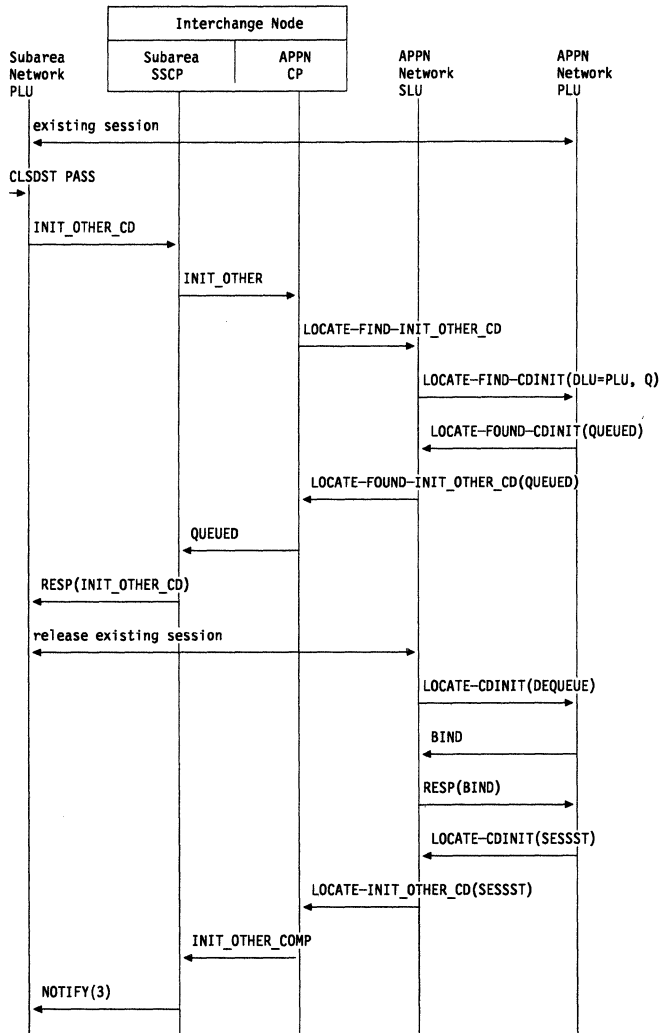 Interchange Node
Subarea Network PLU
Subarea SSCP
APPN CP
APPN Network SLU
APPN Network PLU
existing session
CLSDST PASS
INIT_OTHER_CD
INIT_OTHER
LOCATE—FIND—INIT_OTHER_CD
LOCATE—FIND—CDINIT(DLU=PLU, Q)
LOCATE—FOUND—CDINIT(QUEUED)
LOCATE—FOUND—INIT_OTHER_CD(QUEUED)
QUEUED
RESP(INIT_OTHER_CD)
release existing session
LOCATE—CDINIT(DEQUEUE)
BIND
RESP(BIND)
LOCATE—CDINIT(SESSST)
LOCATE—INIT_OTHER_CD(SESSST)
INIT_OTHER_COMP
NOTIFY(3)